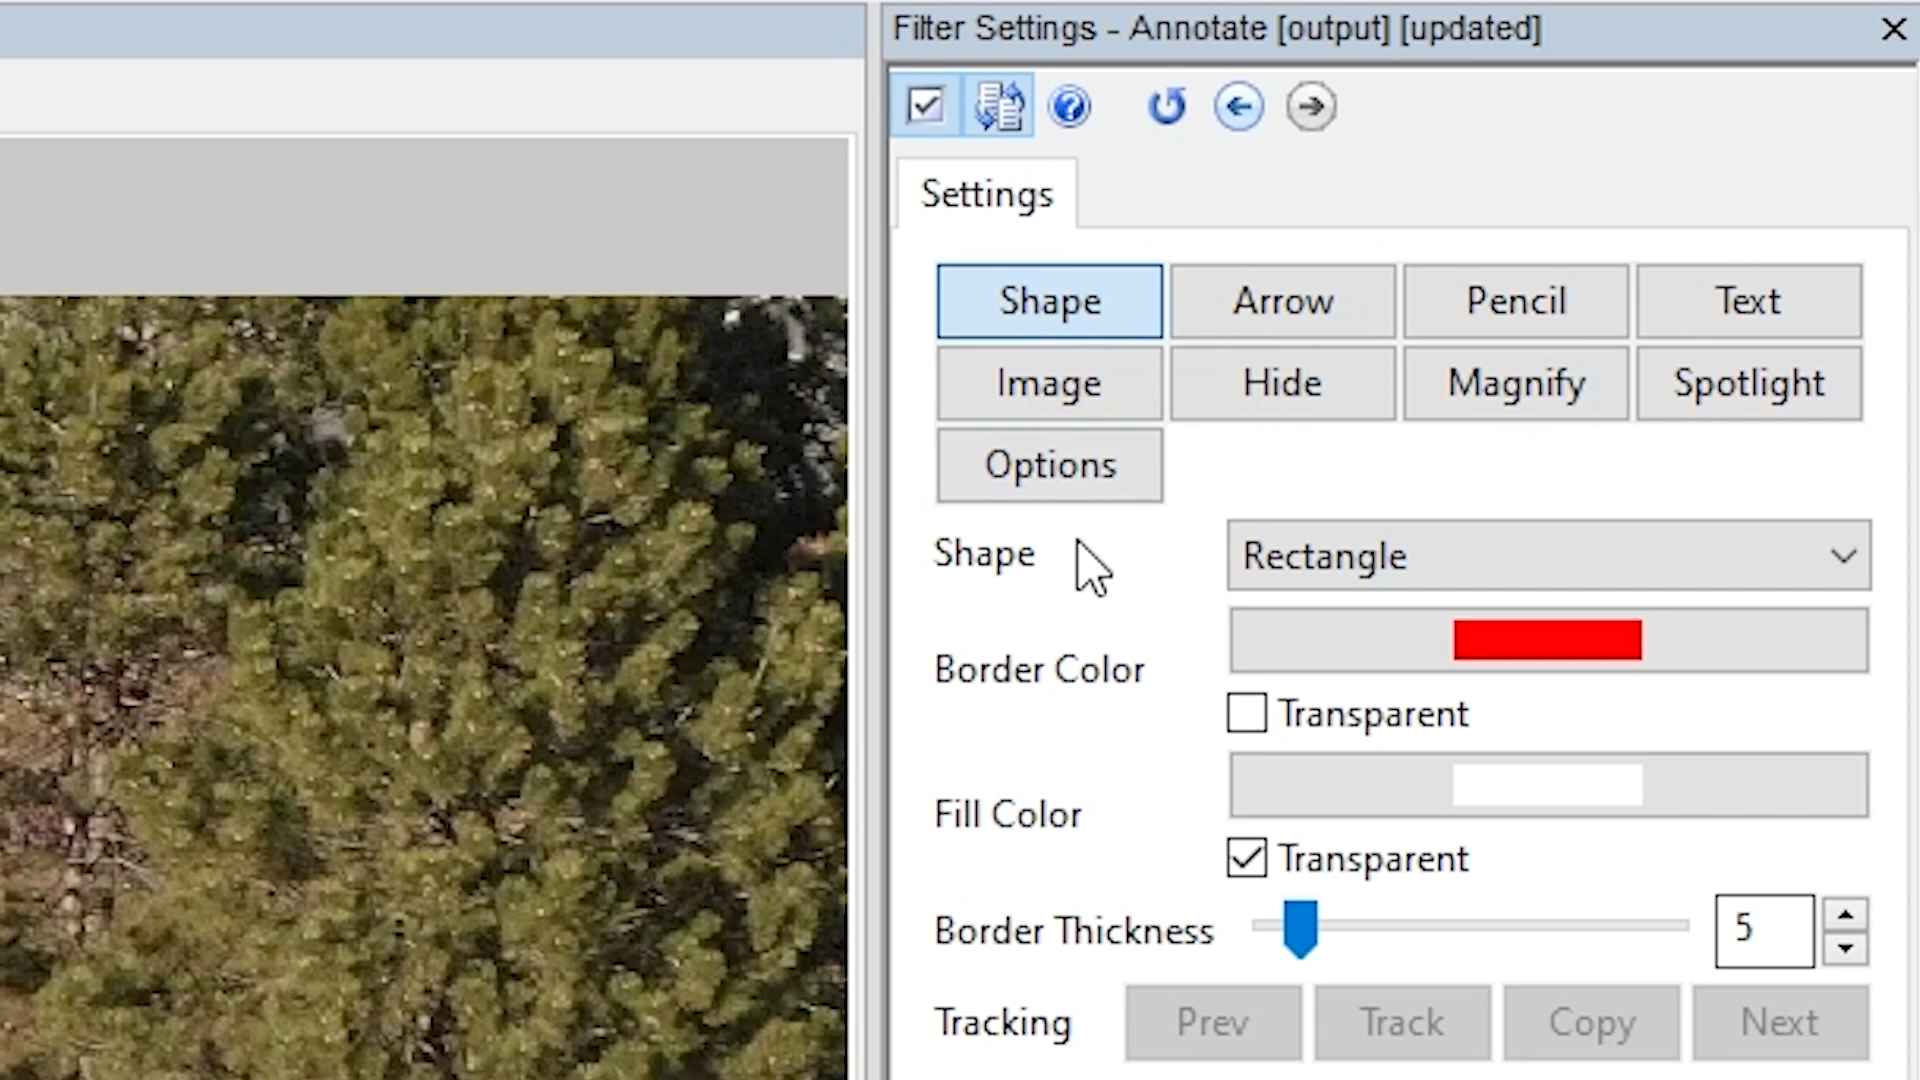 Filter Settings - Annotate [output] [updated]
Settings
Shape Arrow Pencil Text
Image Hide Magnify Spotlight
Options
Shape Rectangle
Border Color
Transparent
Fill Color
Transparent
Border Thickness 5
Tracking Prev Track Copy Next